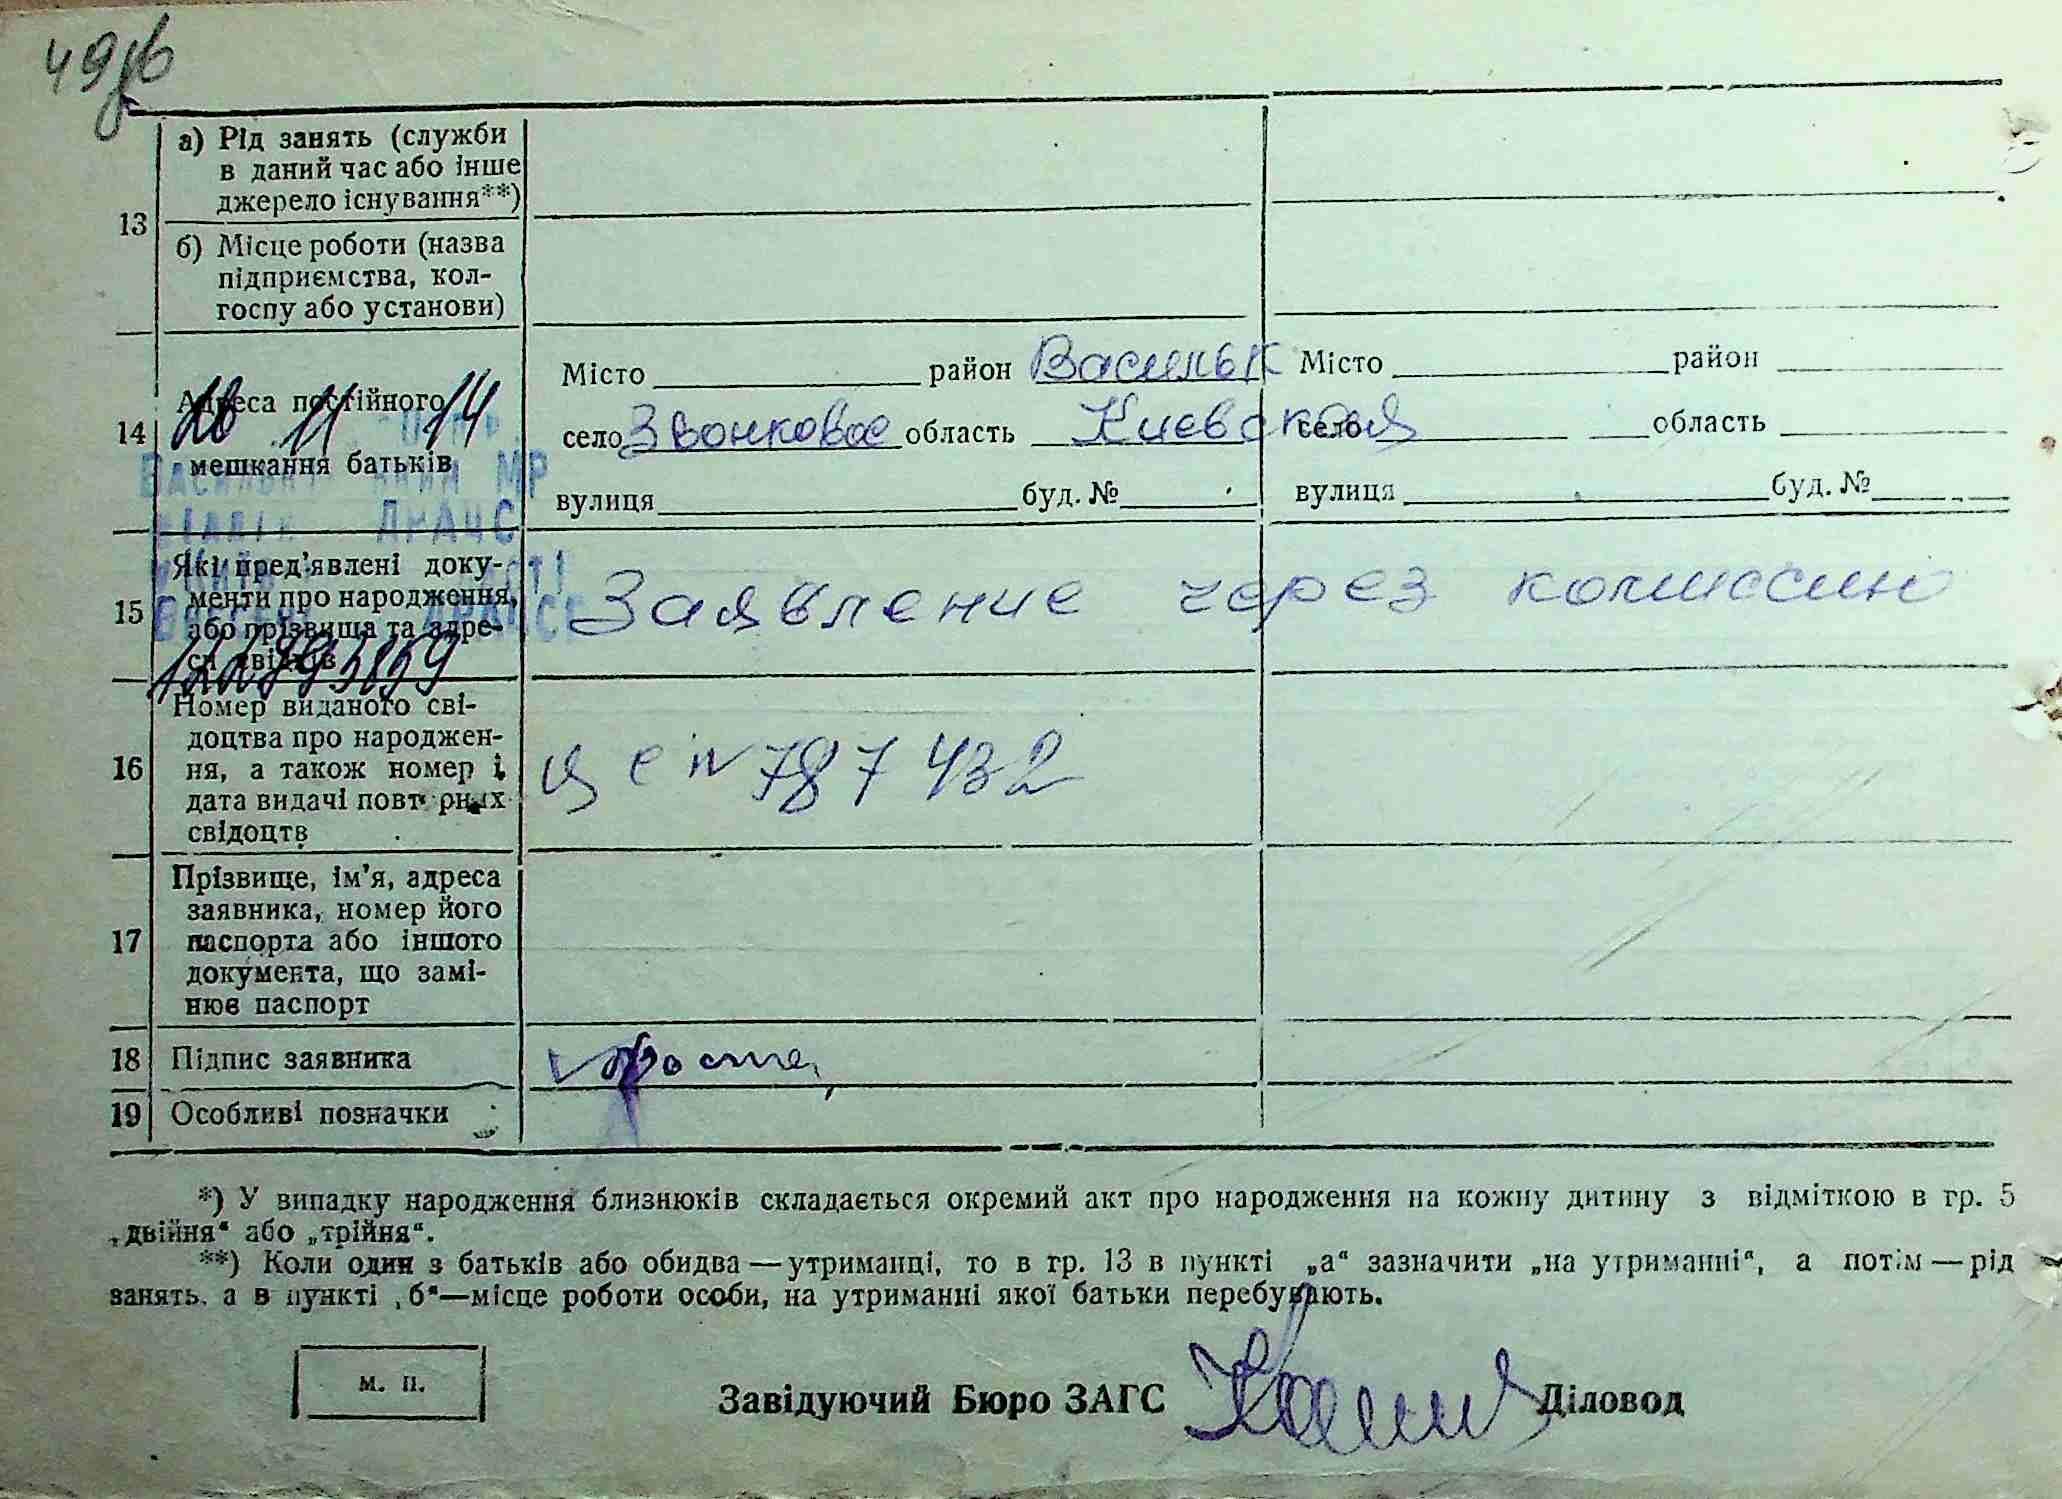 49зв
а) Рід занять (служби
в даний час або інше
джерело існування**)
13
б) Місце роботи (назва
підприємства, кол-
госпу або установи)
14
Адреса постійного
мешкання батьків
Місто район Васильк
село Звонковое область Киевская
вулиця буд. №
Місто район
село область
вулиця буд. №
28 11 14
МР
ДРАЦС
15
Які пред'явлені доку-
менти про народження,
або прізвища та адре-
си свідків
Заявление через комиссию
16
Номер виданого сві-
доцтва про народжен-
ня, а також номер і
дата видачі повторних
свідоцтв
№ 787432
17
Прізвище, ім'я, адреса
заявника, номер його
паспорта або іншого
документа, що замі-
нює паспорт
18 Підпис заявника
19 Особливі позначки
*) У випадку народження близнюків складається окремий акт про народження на кожну дитину з відміткою в гр. 5
„двійня“ або „трійня“.
**) Коли один з батьків або обидва — утриманці, то в гр. 13 в пункті „а“ зазначити „на утриманні“, а потім — рід
занять, а в пункті „б“—місце роботи особи, на утриманні якої батьки перебувають.
м. п.
Завідуючий Бюро ЗАГС
Діловод